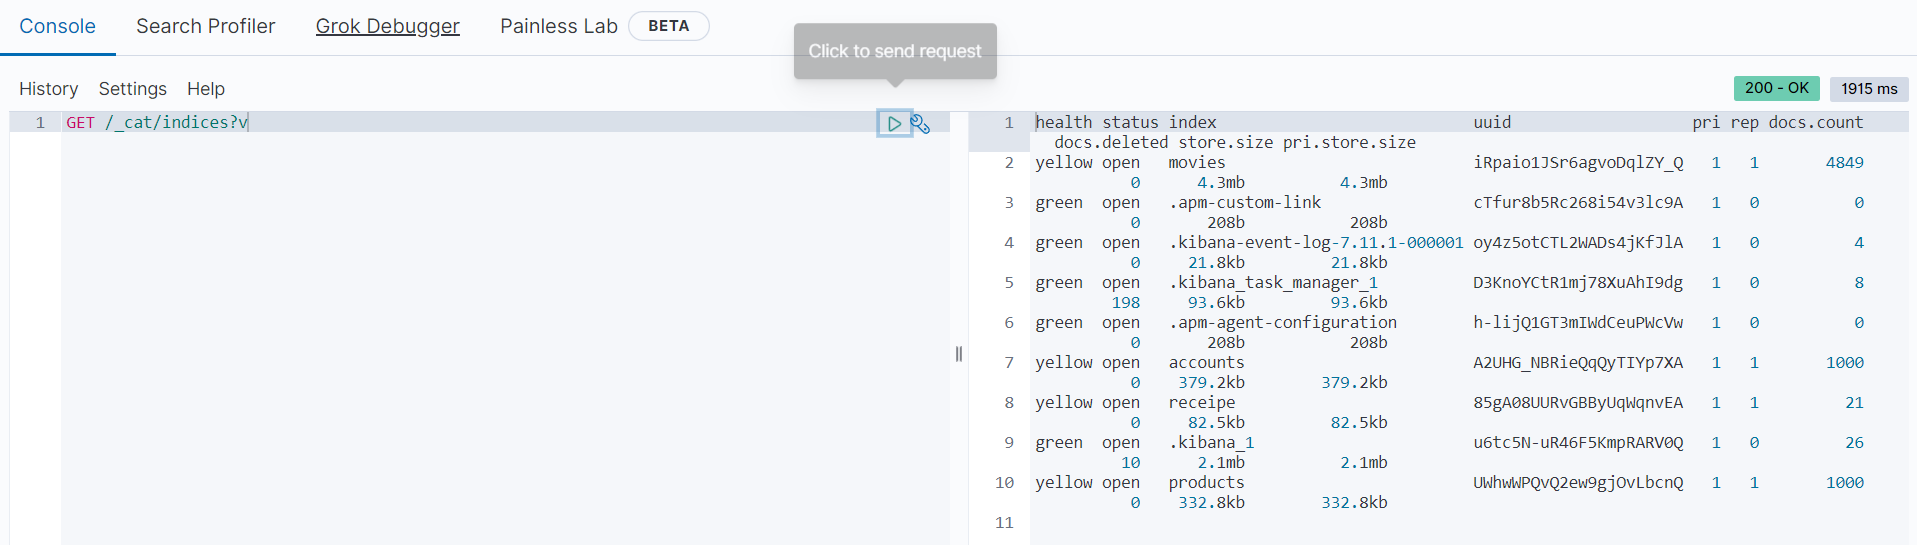 Console Search Profiler Grok Debugger Painless Lab BETA
Click to send request
History Settings Help 200 - OK 1915 ms
1 GET /_cat/indices?v
1 health status index uuid pri rep docs.count
docs.deleted store.size pri.store.size
2 yellow open movies iRpaio1JSr6agvoDqlZY_Q 1 1 4849
0 4.3mb 4.3mb
3 green open .apm-custom-link cTfur8b5Rc268i54v3lc9A 1 0 0
0 208b 208b
4 green open .kibana-event-log-7.11.1-000001 oy4z5otCTL2WADs4jKfJlA 1 0 4
0 21.8kb 21.8kb
5 green open .kibana_task_manager_1 D3KnoYCtR1mj78XuAhI9dg 1 0 8
198 93.6kb 93.6kb
6 green open .apm-agent-configuration h-lijQ1GT3mIWdCeuPWcVw 1 0 0
0 208b 208b
7 yellow open accounts A2UHG_NBRieQqQyTIYp7XA 1 1 1000
0 379.2kb 379.2kb
8 yellow open receipe 85gA08UURvGBByUqWqnvEA 1 1 21
0 82.5kb 82.5kb
9 green open .kibana_1 u6tc5N-uR46F5KmpRARV0Q 1 0 26
10 2.1mb 2.1mb
10 yellow open products UWhwWPQvQ2ew9gjOvLbcnQ 1 1 1000
0 332.8kb 332.8kb
11